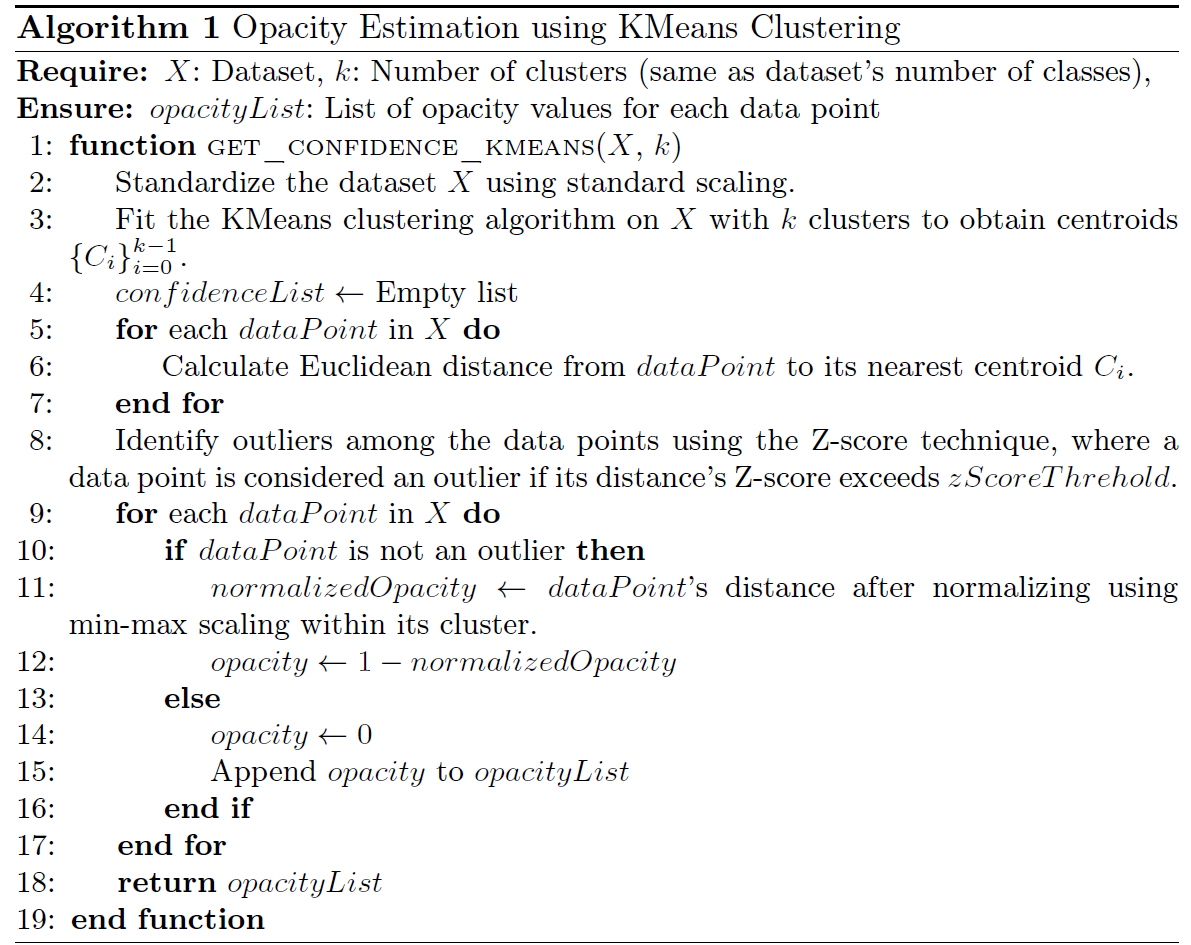 Algorithm 1 Opacity Estimation using KMeans Clustering
Require: X: Dataset, k: Number of clusters (same as dataset's number of classes),
Ensure: opacityList: List of opacity values for each data point
1: function GET_CONFIDENCE_KMEANS(X, k)
2: Standardize the dataset X using standard scaling.
3: Fit the KMeans clustering algorithm on X with k clusters to obtain centroids
{C_i}_{i=0}^{k−1}.
4: confidenceList ← Empty list
5: for each dataPoint in X do
6: Calculate Euclidean distance from dataPoint to its nearest centroid C_i.
7: end for
8: Identify outliers among the data points using the Z-score technique, where a
data point is considered an outlier if its distance's Z-score exceeds zScoreThrehold.
9: for each dataPoint in X do
10: if dataPoint is not an outlier then
11: normalizedOpacity ← dataPoint's distance after normalizing using
min-max scaling within its cluster.
12: opacity ← 1 − normalizedOpacity
13: else
14: opacity ← 0
15: Append opacity to opacityList
16: end if
17: end for
18: return opacityList
19: end function